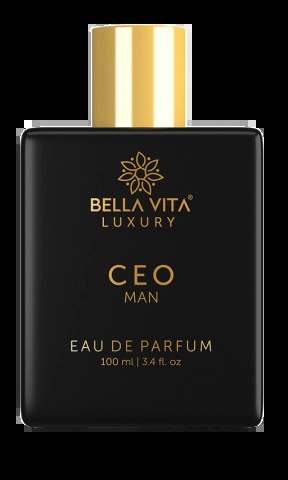 BELLA VITA®
LUXURY
CEO
MAN
EAU DE PARFUM
100 ml | 3.4 fl. oz